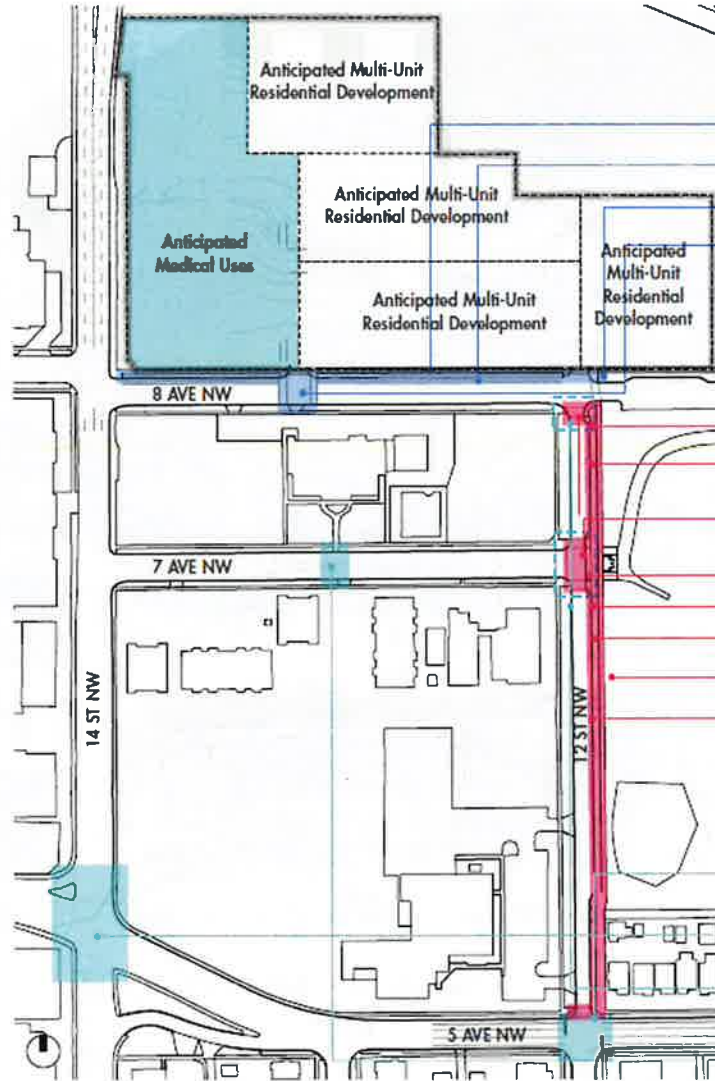 Anticipated Multi-Unit
Residential Development
Anticipated Multi-Unit
Residential Development
Anticipated
Medical Uses
Anticipated
Multi-Unit
Residential
Development
Anticipated Multi-Unit
Residential Development
8 AVE NW
7 AVE NW
14 ST NW
12 ST NW
5 AVE NW